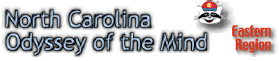 North Carolina
Odyssey of the Mind
Eastern
Region